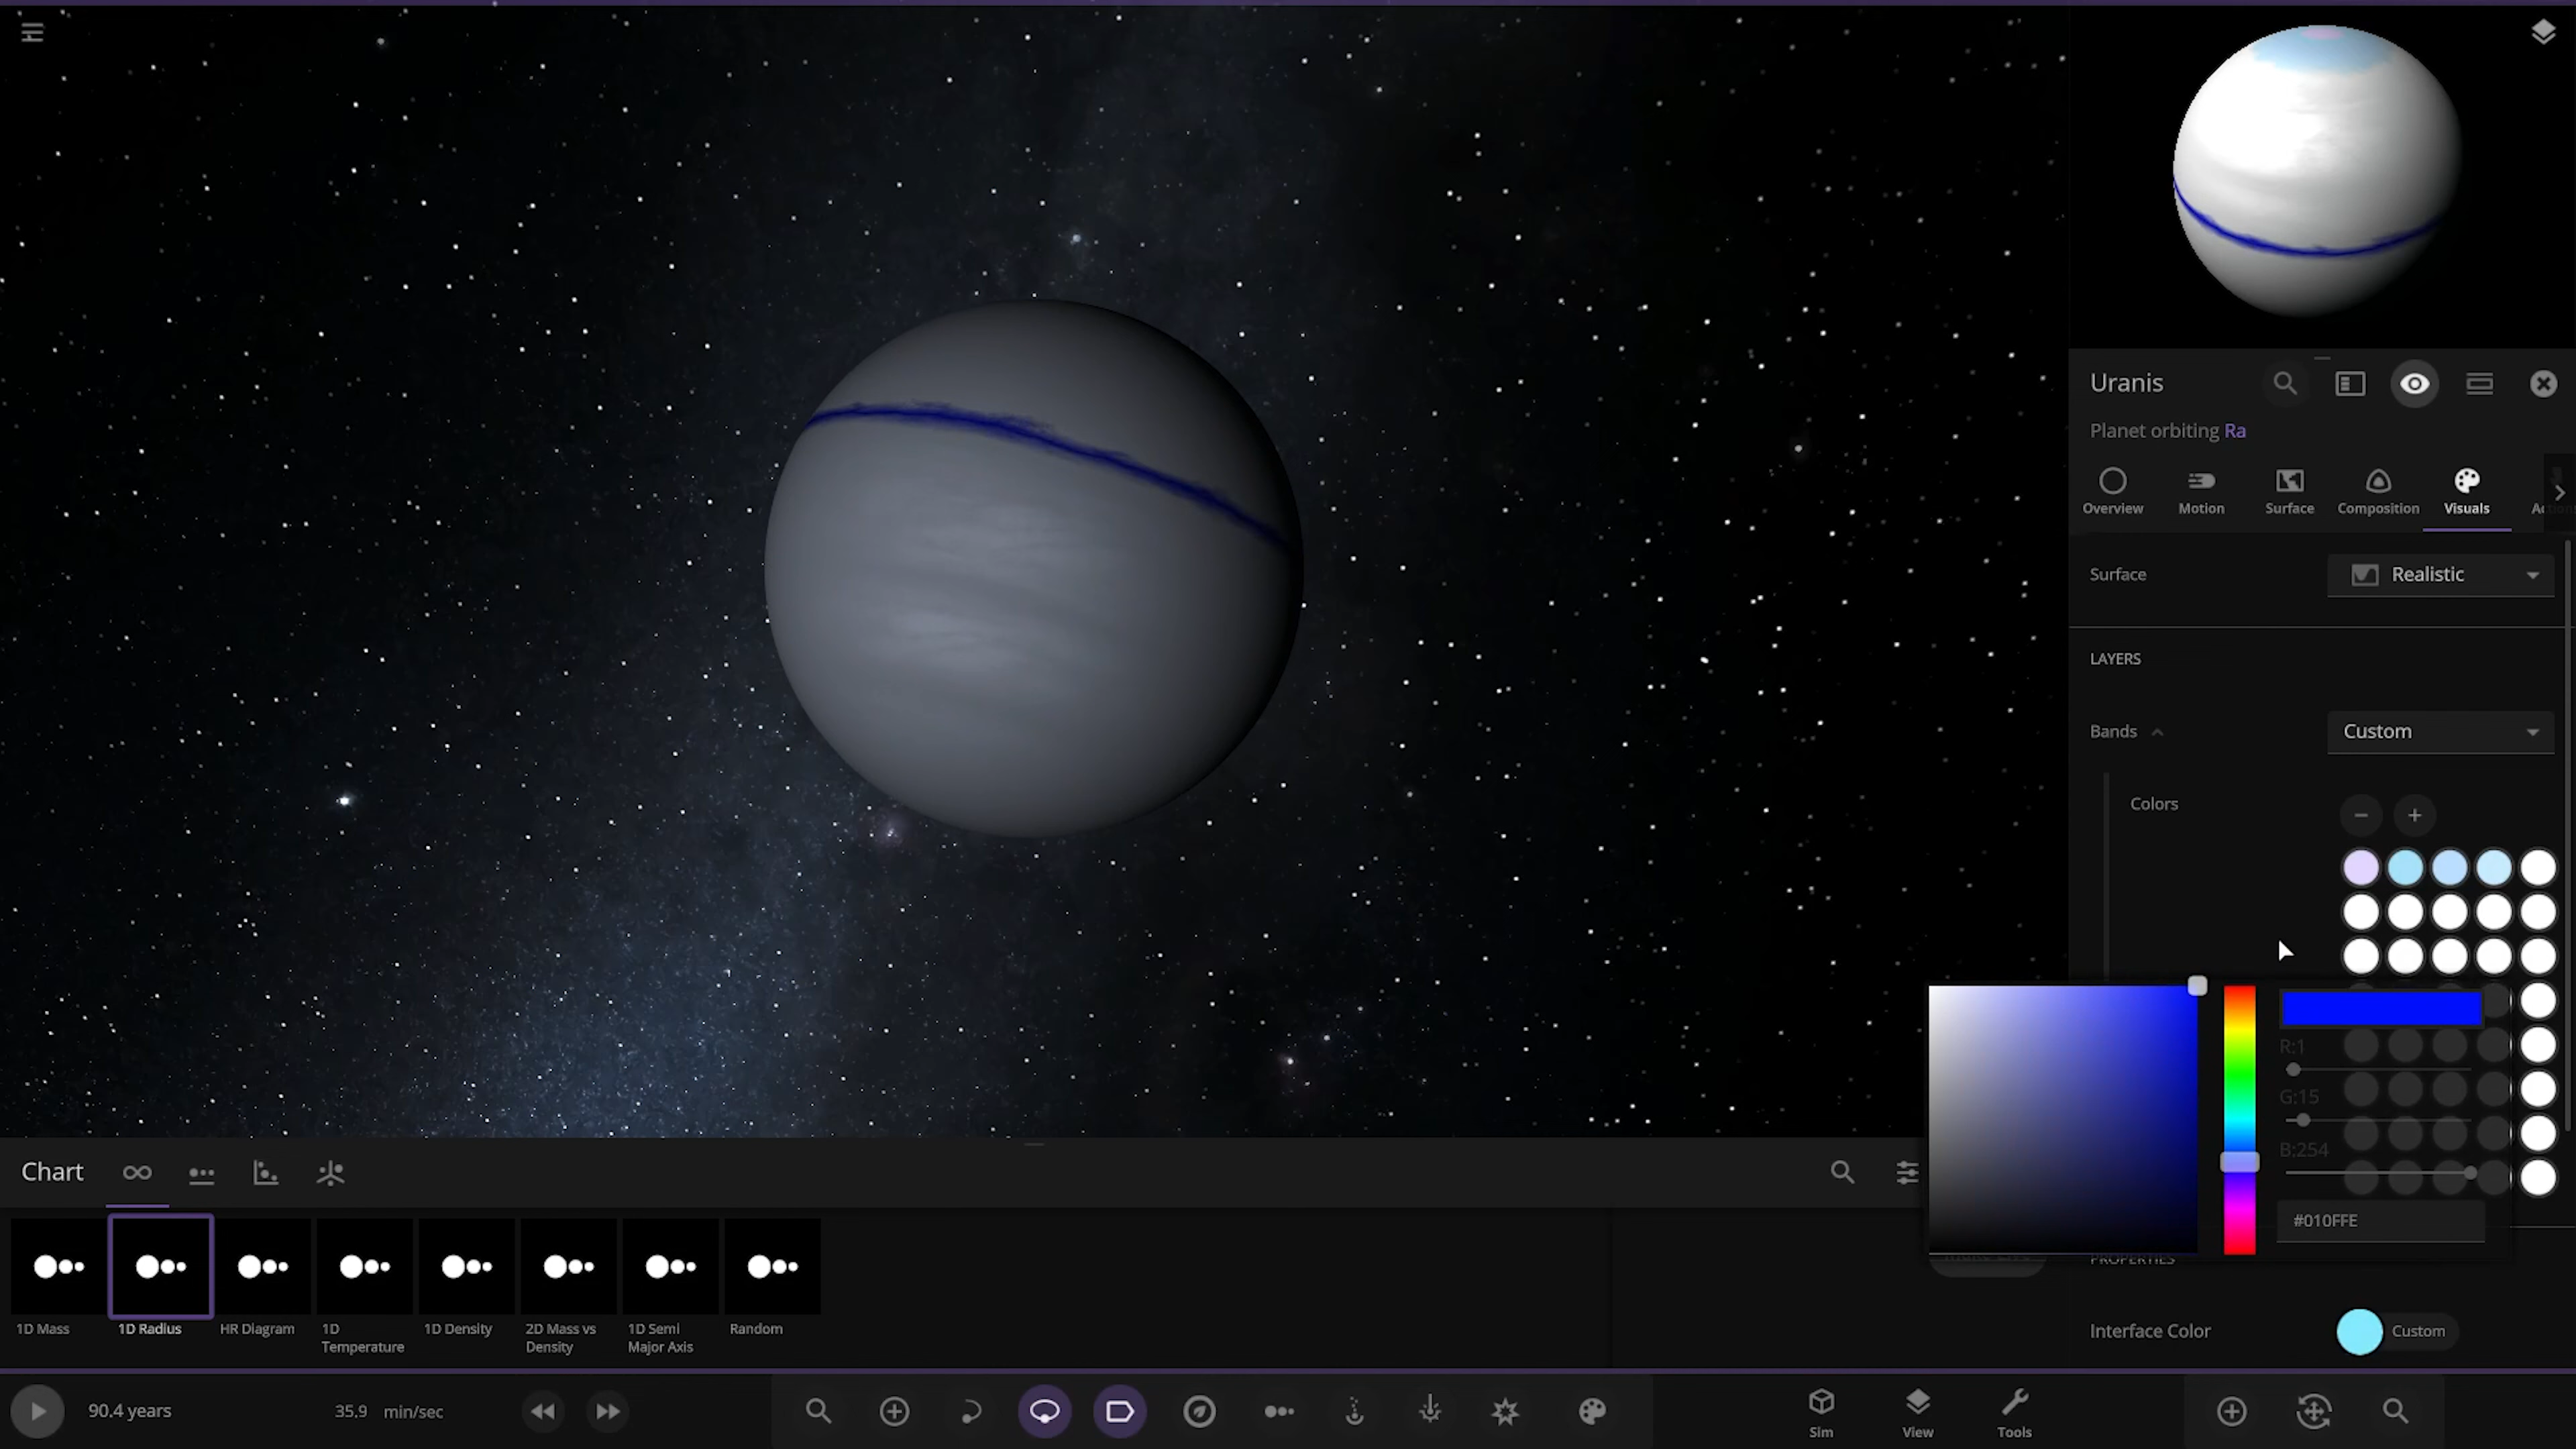 Uranis
Planet orbiting Ra
Overview
Motion
Surface
Composition
Visuals
Surface
Realistic
LAYERS
Bands
Custom
Colors
R:1
G:15
B:254
#010FFE
PROPERTIES
Interface Color
Custom
Chart
1D Mass
1D Radius
HR Diagram
1D
Temperature
1D Density
2D Mass vs
Density
1D Semi
Major Axis
Random
90.4 years
35.9 min/sec
Sim
View
Tools